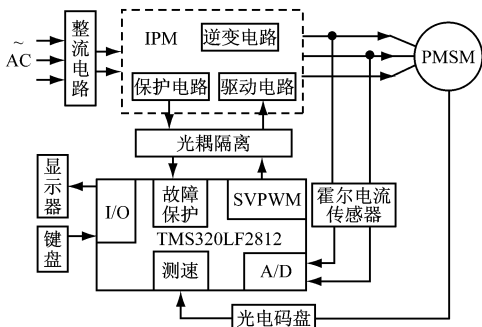 ~
AC
整流电路
IPM
逆变电路
保护电路
驱动电路
PMSM
光耦隔离
显示器
键盘
I/O
故障
保护
SVPWM
TMS320LF2812
测速
A/D
霍尔电流
传感器
光电码盘